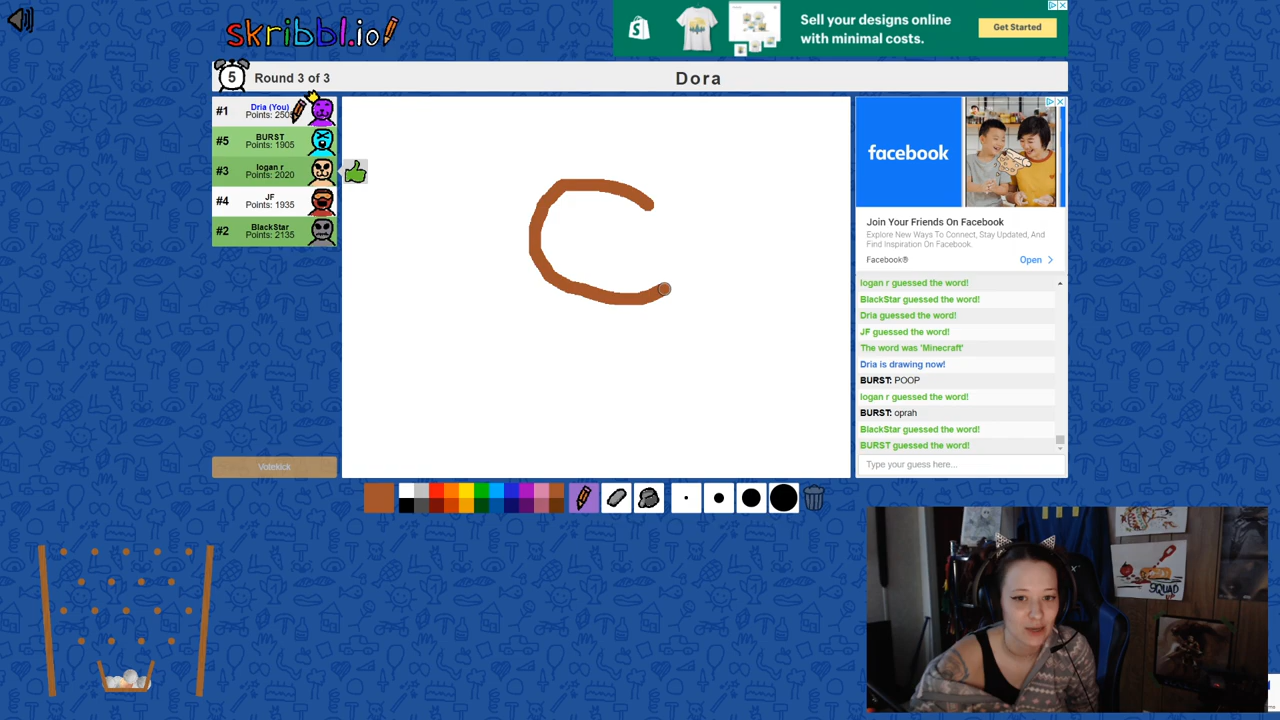 skribbl.io
Sell your designs online
with minimal costs.
Get Started
5
Round 3 of 3
Dora
#1
Dria (You)
Points: 2505
#5
BURST
Points: 1905
#3
logan r
Points: 2020
#4
JF
Points: 1935
#2
BlackStar
Points: 2135
Votekick
facebook
Join Your Friends On Facebook
Explore New Ways To Connect, Stay Updated, And
Find Inspiration On Facebook.
Facebook®
Open
logan r guessed the word!
BlackStar guessed the word!
Dria guessed the word!
JF guessed the word!
The word was 'Minecraft'
Dria is drawing now!
BURST: POOP
logan r guessed the word!
BURST: oprah
BlackStar guessed the word!
BURST guessed the word!
Type your guess here...
SQUAD